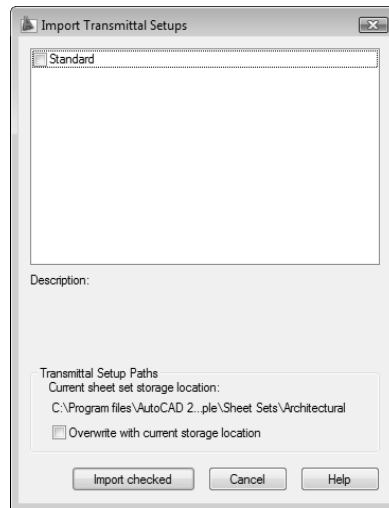 Import Transmittal Setups
Standard
Description:
Transmittal Setup Paths
Current sheet set storage location:
C:\Program files\AutoCAD 2...ple\Sheet Sets\Architectural
Overwrite with current storage location
Import checked Cancel Help